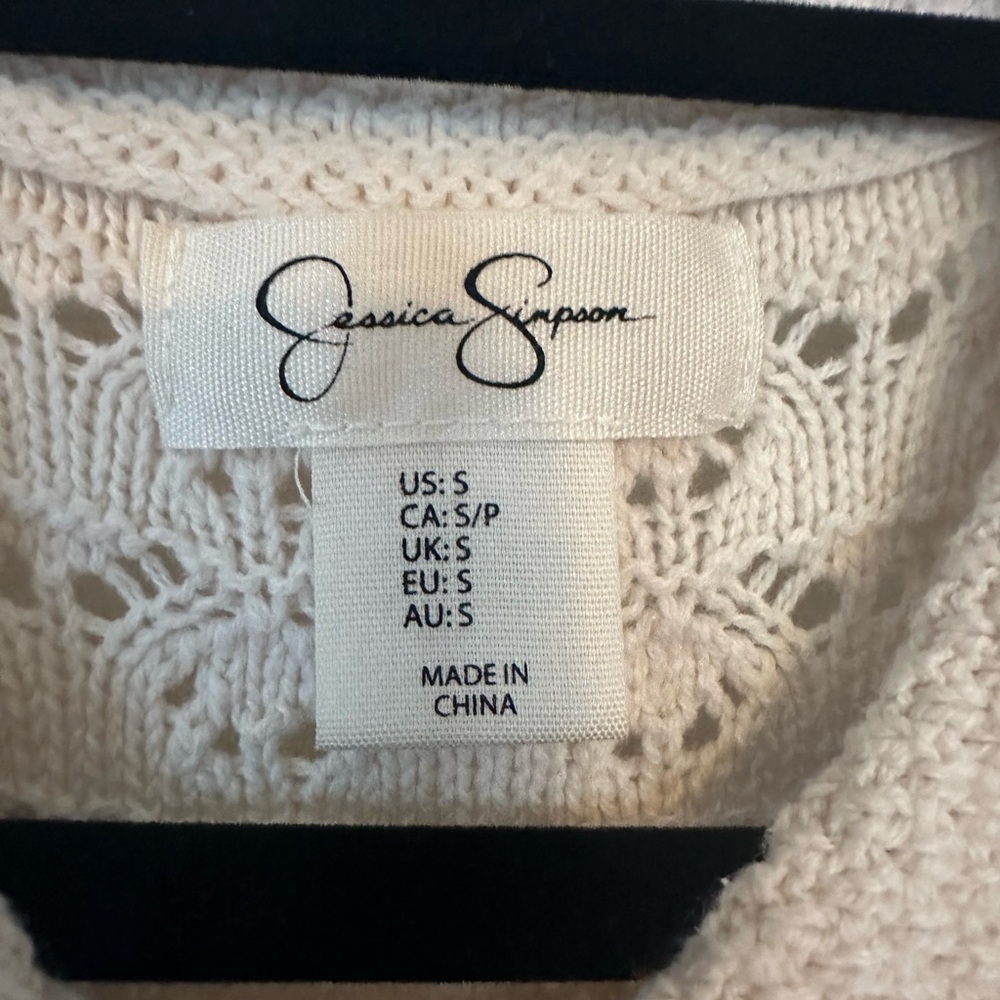 Jessica Simpson
US: S
CA: S/P
UK: S
EU: S
AU: S
MADE IN
CHINA